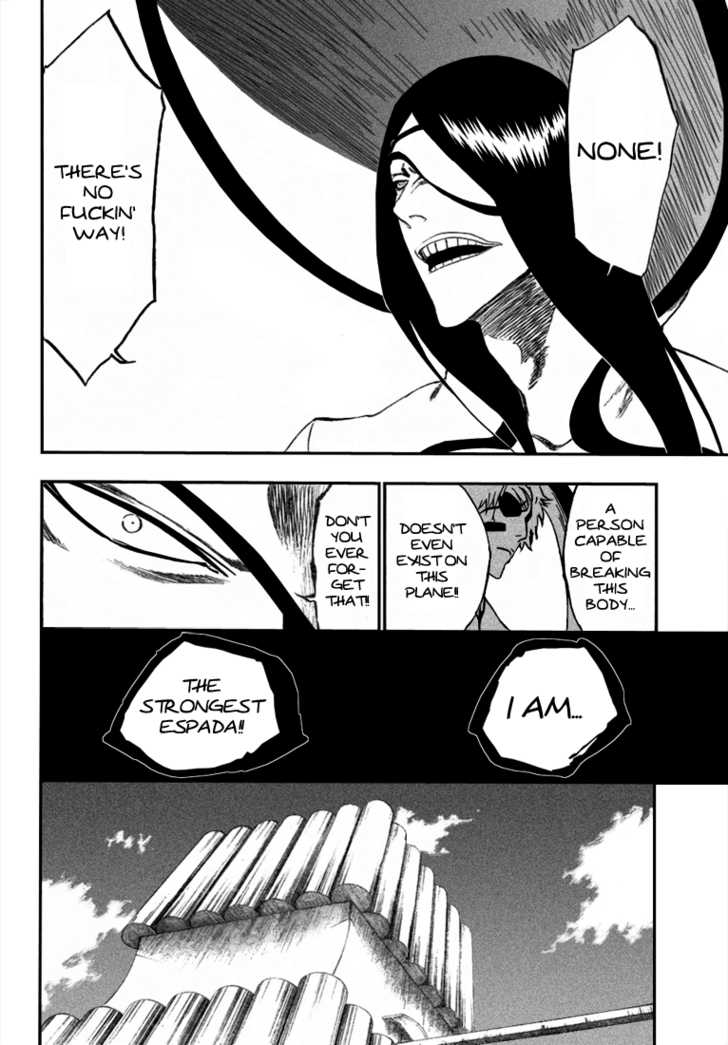 NONE!
THERE'S
NO
FUCKIN'
WAY!
A
PERSON
CAPABLE
OF
BREAKING
THIS
BODY...
DOESN'T
EVEN
EXIST ON
THIS
PLANE!!
DON'T
YOU
EVER
FOR-
GET
THAT!!
I AM...
THE
STRONGEST
ESPADA!!